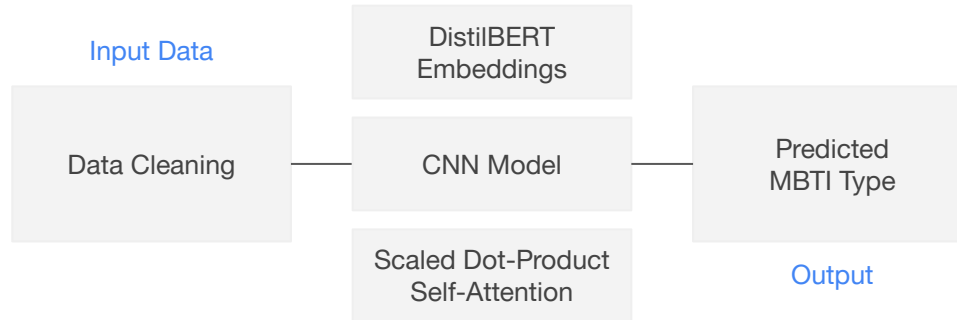 Input Data
Data Cleaning
DistilBERT
Embeddings
CNN Model
Scaled Dot-Product
Self-Attention
Predicted
MBTI Type
Output